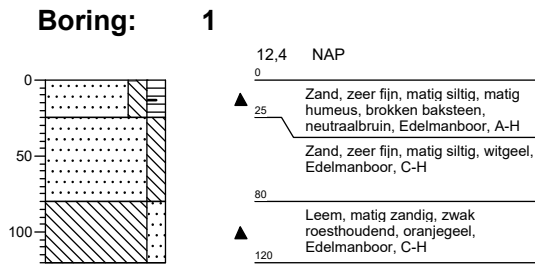 Boring: 1
12,4 NAP
0
0
Zand, zeer fijn, matig siltig, matig
humeus, brokken baksteen,
neutraalbruin, Edelmanboor, A-H
25
Zand, zeer fijn, matig siltig, witgeel,
Edelmanboor, C-H
50
80
Leem, matig zandig, zwak
roesthoudend, oranjegeel,
Edelmanboor, C-H
100
120